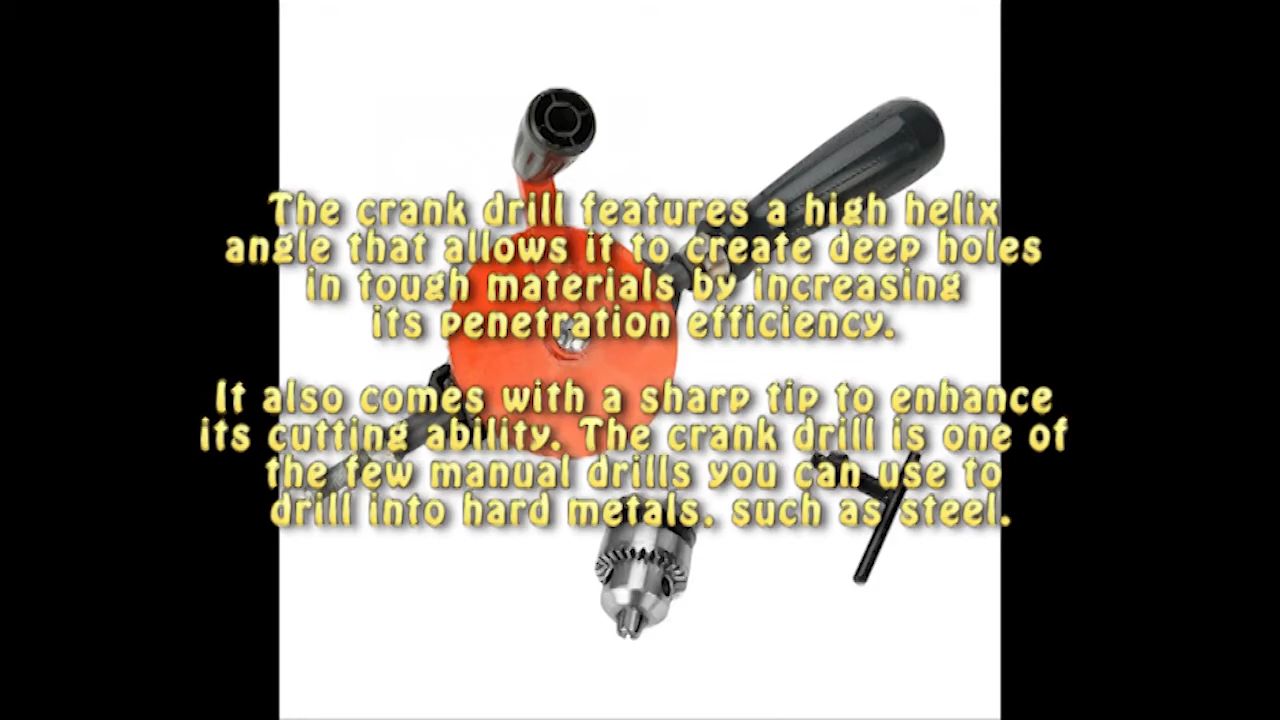 The crank drill features a high helix
angle that allows it to create deep holes
in tough materials by increasing
its penetration efficiency.
It also comes with a sharp tip to enhance
its cutting ability. The crank drill is one of
the few manual drills you can use to
drill into hard metals, such as steel.